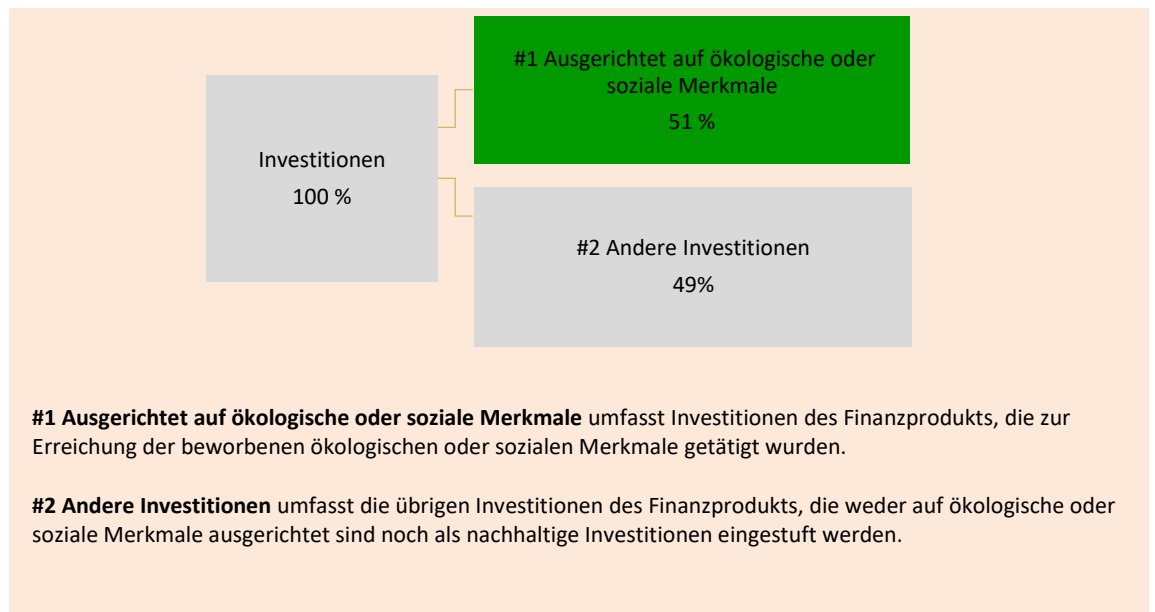 #1 Ausgerichtet auf ökologische oder
soziale Merkmale
51 %
Investitionen
100 %
#2 Andere Investitionen
49%
#1 Ausgerichtet auf ökologische oder soziale Merkmale umfasst Investitionen des Finanzprodukts, die zur
Erreichung der beworbenen ökologischen oder sozialen Merkmale getätigt wurden.
#2 Andere Investitionen umfasst die übrigen Investitionen des Finanzprodukts, die weder auf ökologische oder
soziale Merkmale ausgerichtet sind noch als nachhaltige Investitionen eingestuft werden.